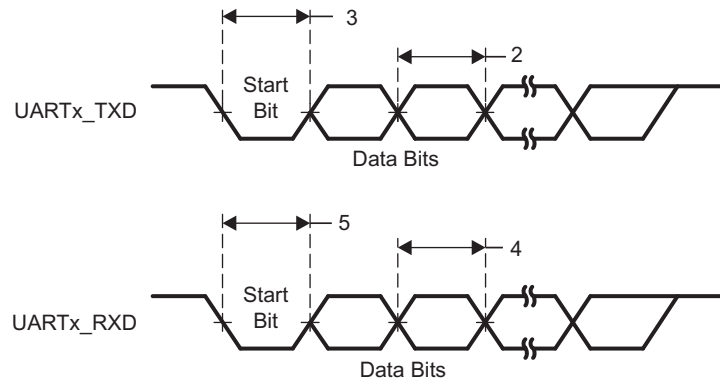 3
2
Start
Bit
UARTx_TXD
Data Bits
5
4
Start
Bit
UARTx_RXD
Data Bits